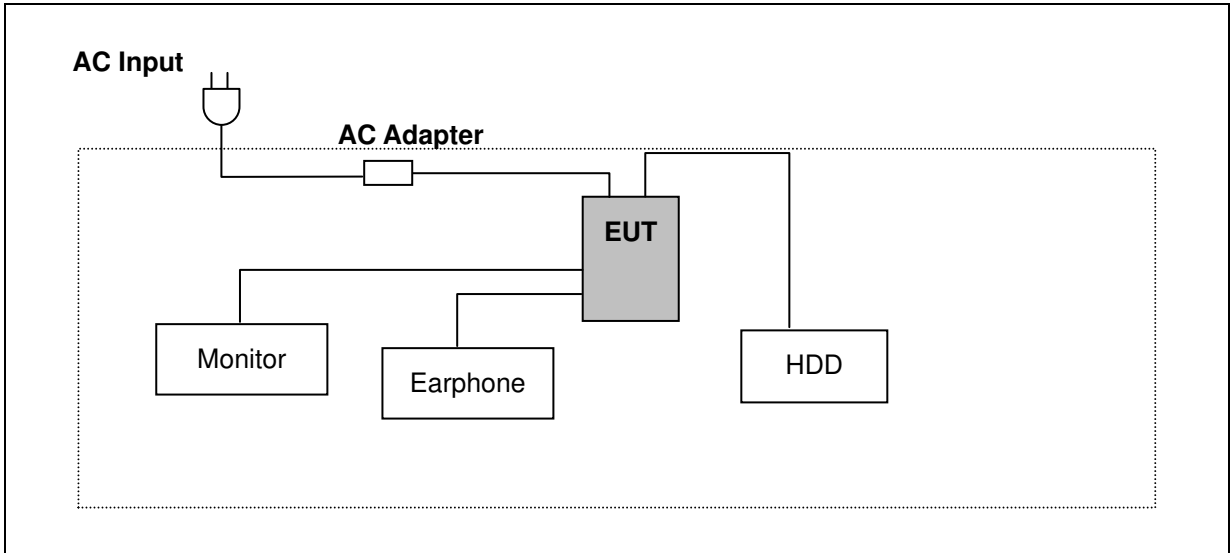 AC Input
AC Adapter
EUT
Monitor
Earphone
HDD